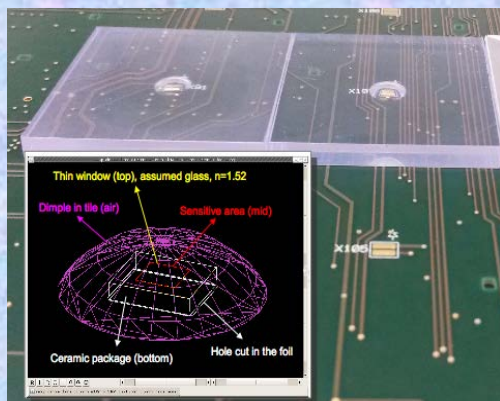 X10
Thin window (top), assumed glass, n=1.52
Dimple in tile (air)
Sensitive area (mid)
X105
Ceramic package (bottom)
Hole cut in the foil